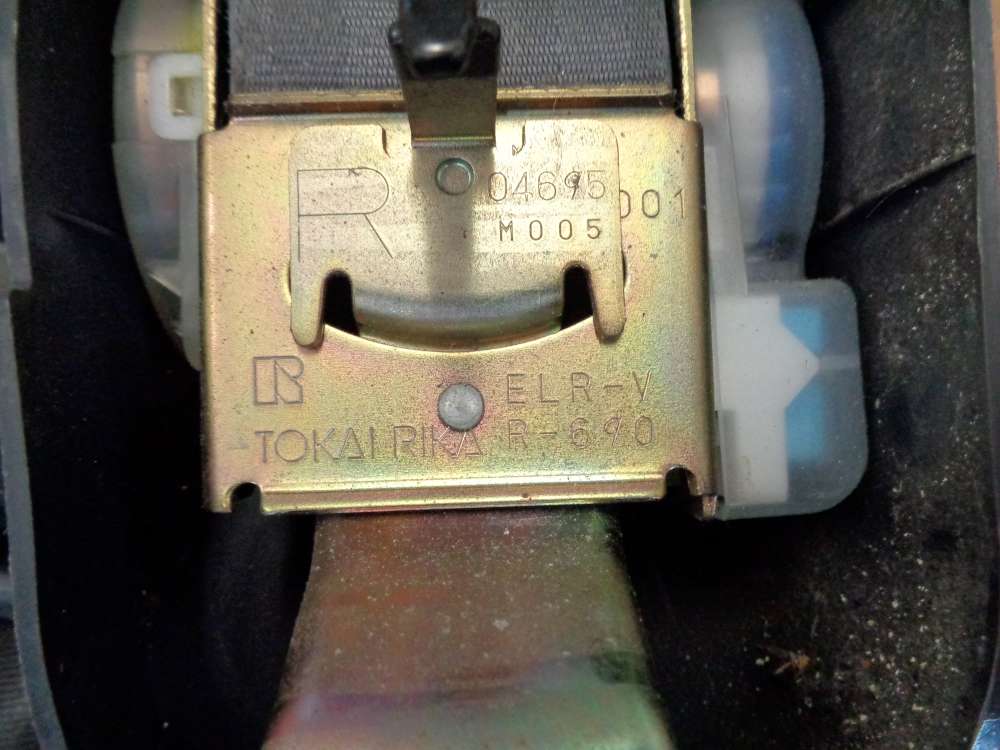 R 04695
001
M005
R ELR-V
TOKAI RIKA R-690